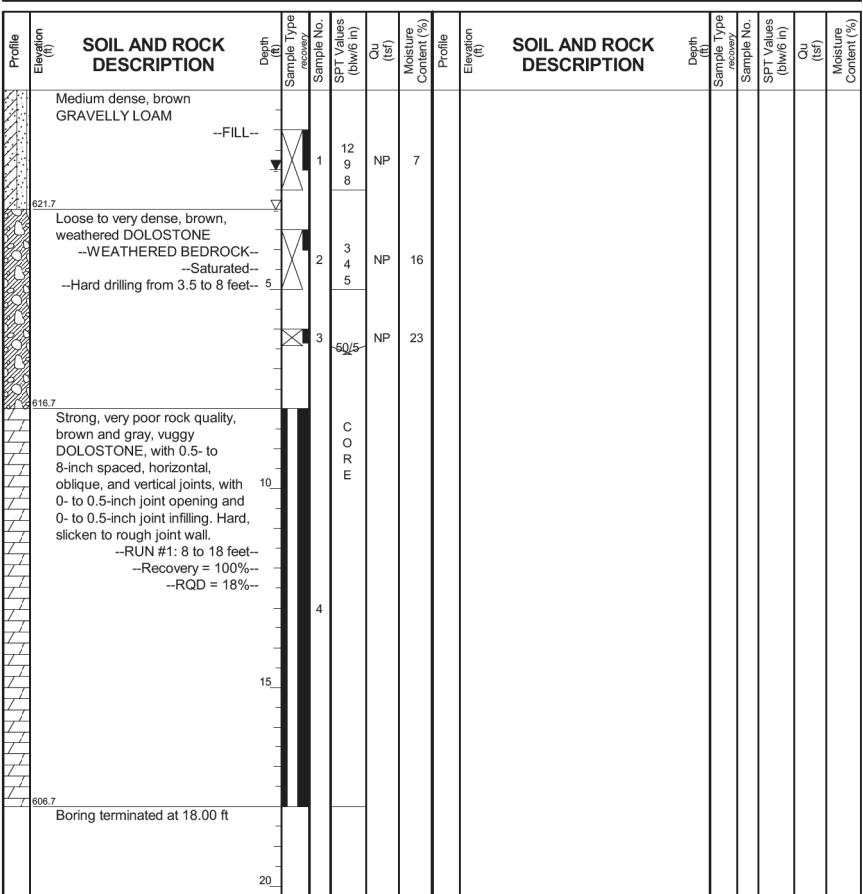 Profile
Elevation
(ft)
SOIL AND ROCK
DESCRIPTION
Depth
(ft)
Sample Type
recovery
Sample No.
SPT Values
(blw/6 in)
Qu
(tsf)
Moisture
Content (%)
Profile
Elevation
(ft)
SOIL AND ROCK
DESCRIPTION
Depth
(ft)
Sample Type
recovery
Sample No.
SPT Values
(blw/6 in)
Qu
(tsf)
Moisture
Content (%)
Medium dense, brown
GRAVELLY LOAM
--FILL--
1
12
9
8
NP
7
621.7
Loose to very dense, brown,
weathered DOLOSTONE
--WEATHERED BEDROCK--
--Saturated--
--Hard drilling from 3.5 to 8 feet--
5
2
3
4
5
NP
16
3
50/5
NP
23
616.7
Strong, very poor rock quality,
brown and gray, vuggy
DOLOSTONE, with 0.5- to
8-inch spaced, horizontal,
oblique, and vertical joints, with
0- to 0.5-inch joint opening and
0- to 0.5-inch joint infilling. Hard,
slicken to rough joint wall.
--RUN #1: 8 to 18 feet--
--Recovery = 100%--
--RQD = 18%--
10
C
O
R
E
4
15
606.7
Boring terminated at 18.00 ft
20